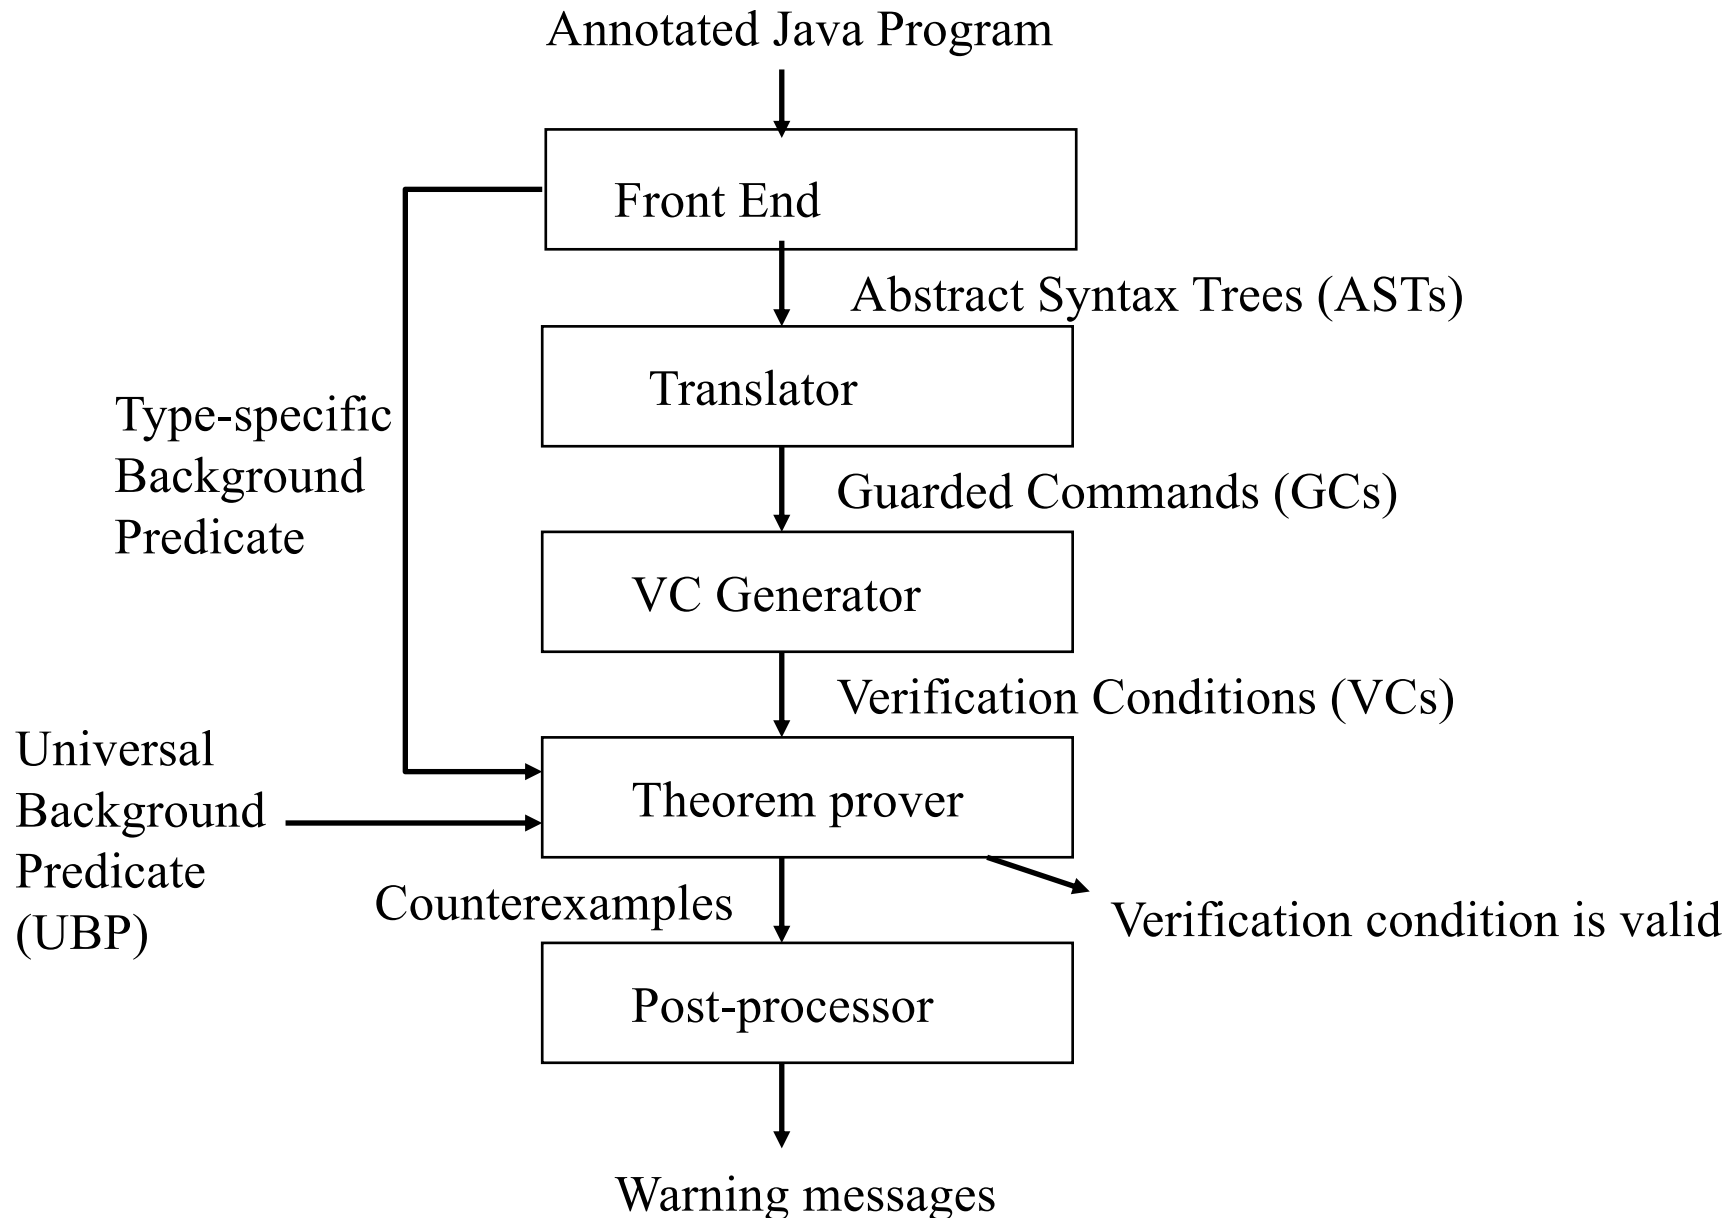 Annotated Java Program
Front End
Abstract Syntax Trees (ASTs)
Translator
Type-specific
Background
Predicate
Guarded Commands (GCs)
VC Generator
Verification Conditions (VCs)
Universal
Background
Predicate
(UBP)
Theorem prover
Counterexamples
Verification condition is valid
Post-processor
Warning messages